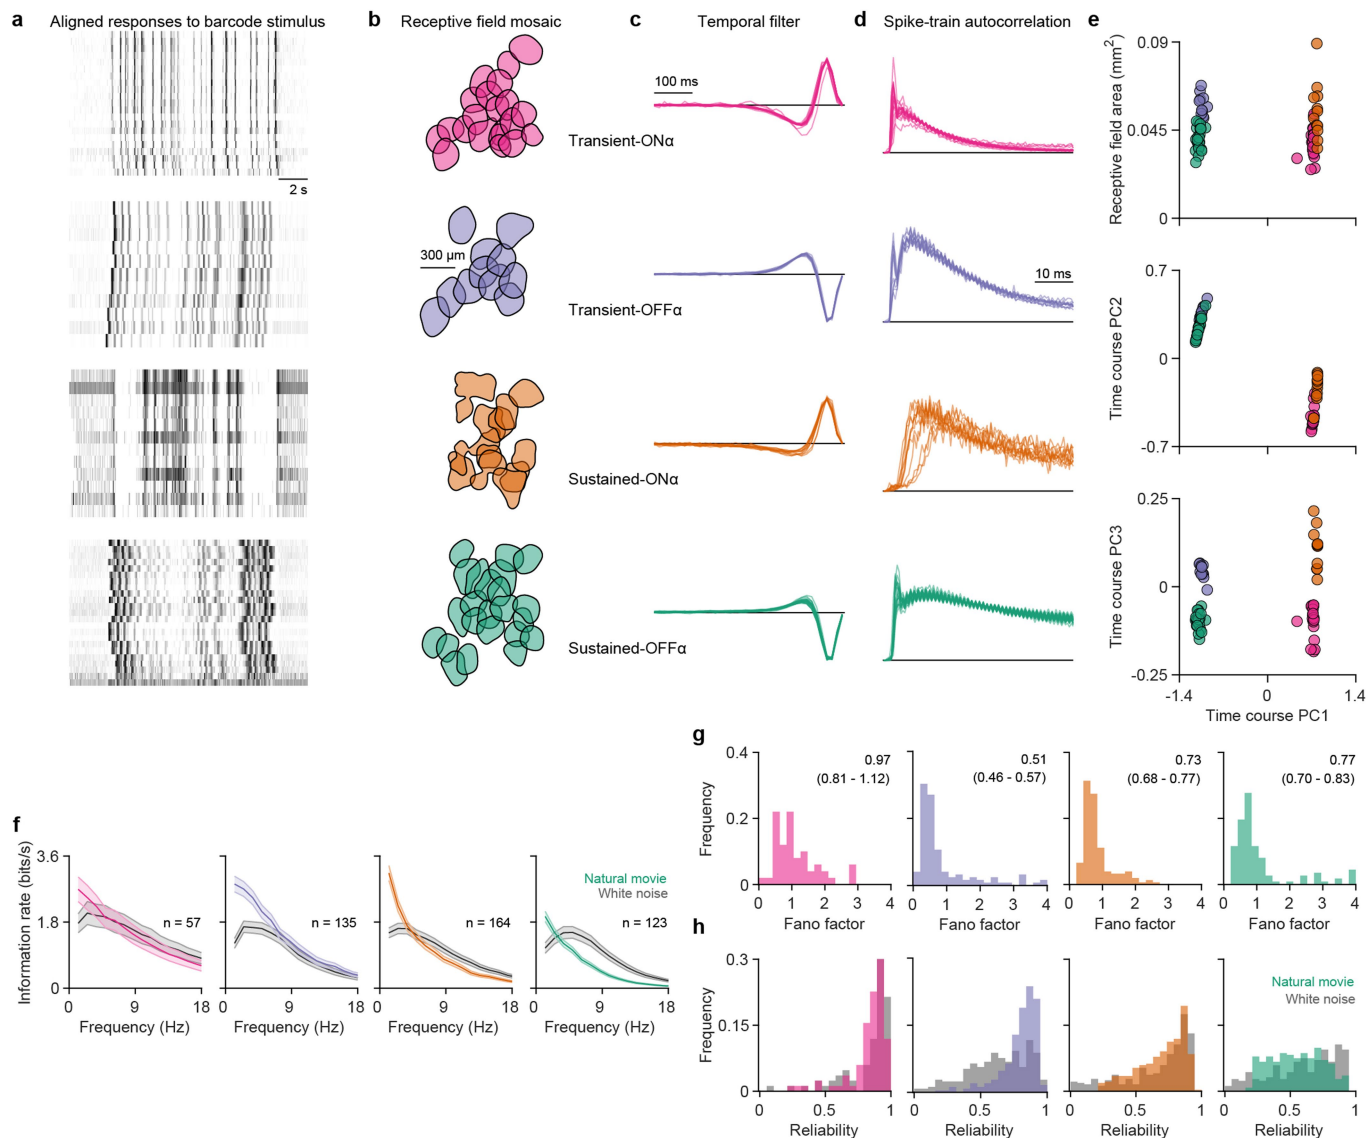 a Aligned responses to barcode stimulus
b Receptive field mosaic
c Temporal filter
d Spike-train autocorrelation
e
2 s
300 µm
100 ms
10 ms
Transient-ONα
Transient-OFFα
Sustained-ONα
Sustained-OFFα
Receptive field area (mm²)
0.09
0.045
0
Time course PC2
0.7
0
-0.7
Time course PC3
0.25
0
-0.25
-1.4 0 1.4
Time course PC1
f
Information rate (bits/s)
3.6
1.8
0
n = 57
n = 135
n = 164
Natural movie
White noise
n = 123
0 9 18
0 9 18
0 9 18
0 9 18
Frequency (Hz)
Frequency (Hz)
Frequency (Hz)
Frequency (Hz)
g
Frequency
0.4
0.2
0
0.97
(0.81 - 1.12)
0.51
(0.46 - 0.57)
0.73
(0.68 - 0.77)
0.77
(0.70 - 0.83)
0 1 2 3 4
0 1 2 3 4
0 1 2 3 4
0 1 2 3 4
Fano factor
Fano factor
Fano factor
Fano factor
h
Frequency
0.3
0.15
0
Natural movie
White noise
0 0.5 1
0 0.5 1
0 0.5 1
0 0.5 1
Reliability
Reliability
Reliability
Reliability